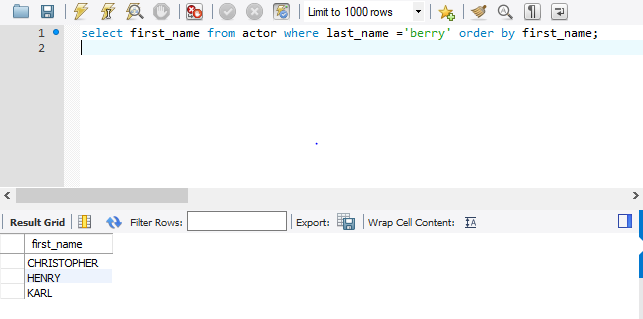 Limit to 1000 rows
1 select first_name from actor where last_name ='berry' order by first_name;
2
Result Grid Filter Rows: Export: Wrap Cell Content:
first_name
CHRISTOPHER
HENRY
KARL